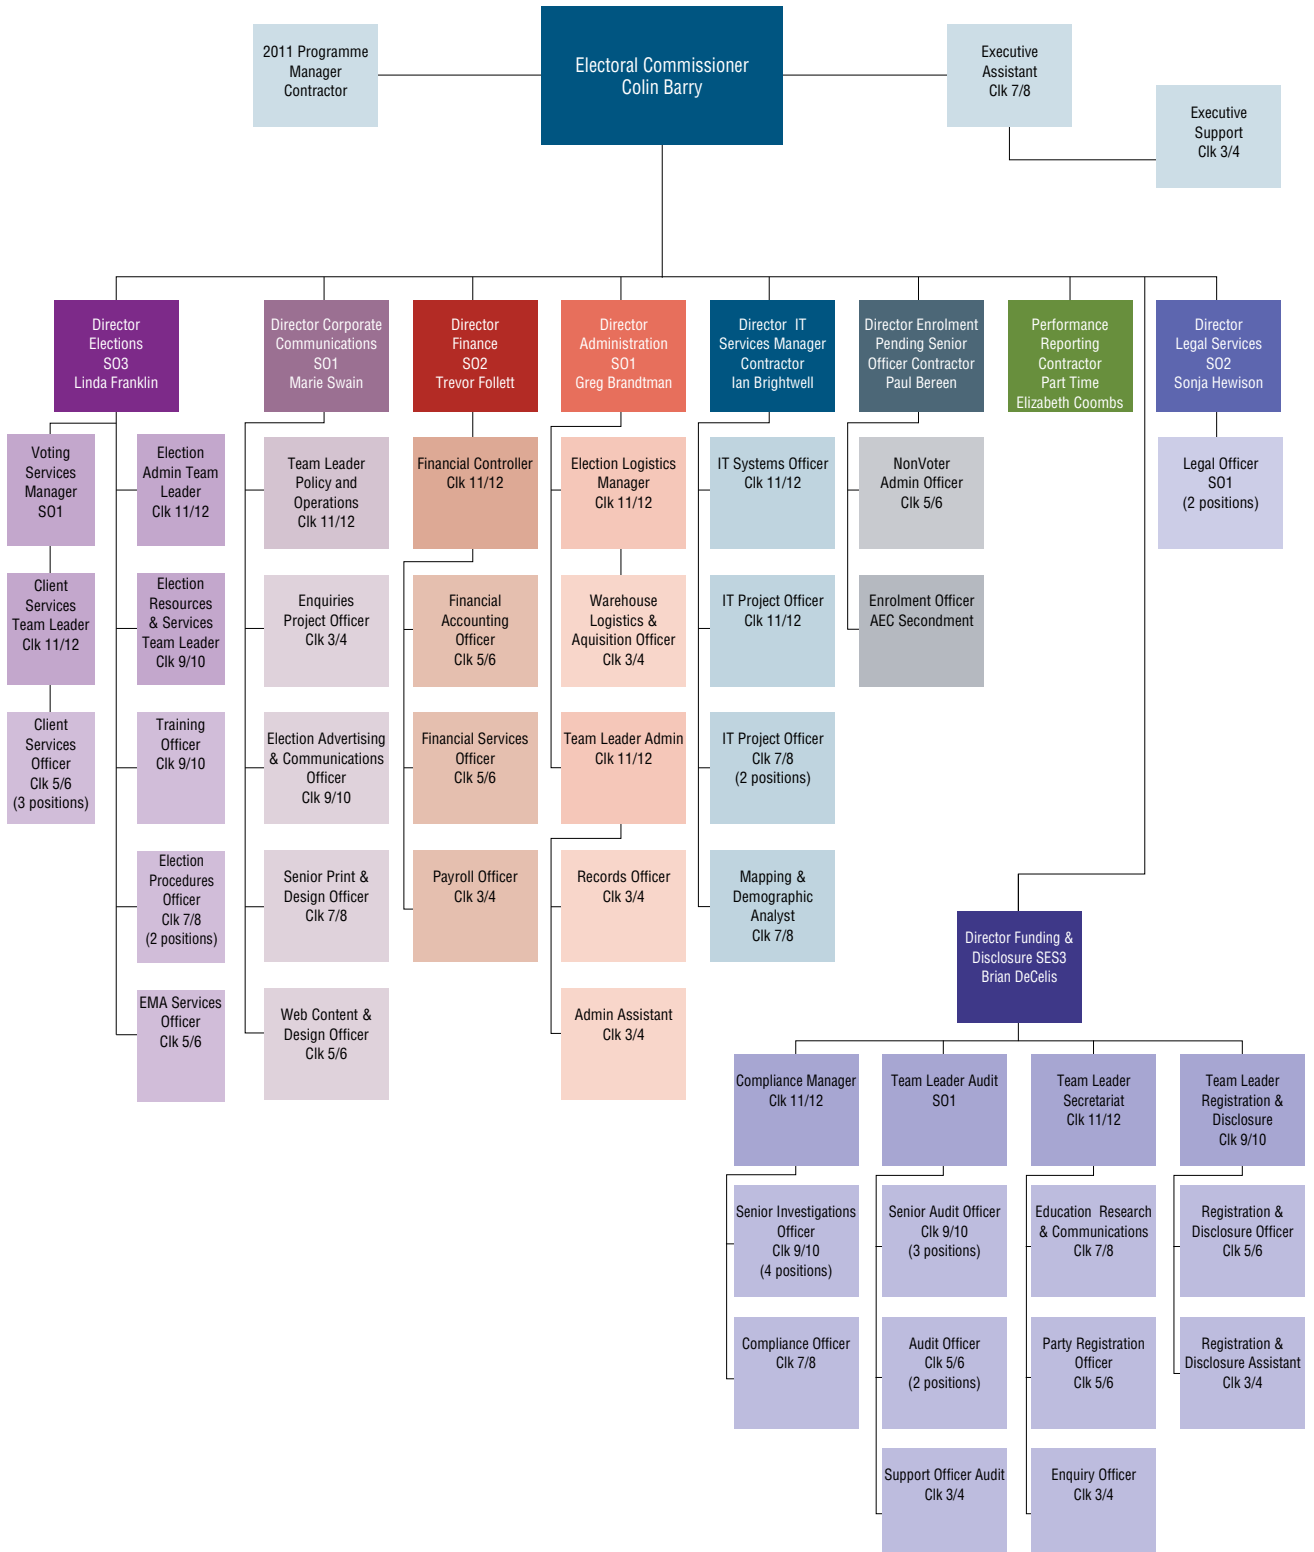 2011 Programme
Manager
Contractor
Electoral Commissioner
Colin Barry
Executive
Assistant
Clk 7/8
Executive
Support
Clk 3/4
Director
Elections
SO3
Linda Franklin
Director Corporate
Communications
SO1
Marie Swain
Director
Finance
SO2
Trevor Follett
Director
Administration
SO1
Greg Brandtman
Director IT
Services Manager
Contractor
Ian Brightwell
Director Enrolment
Pending Senior
Officer Contractor
Paul Bereen
Performance
Reporting
Contractor
Part Time
Elizabeth Coombs
Director
Legal Services
SO2
Sonja Hewison
Voting
Services
Manager
SO1
Election
Admin Team
Leader
Clk 11/12
Team Leader
Policy and
Operations
Clk 11/12
Financial Controller
Clk 11/12
Election Logistics
Manager
Clk 11/12
IT Systems Officer
Clk 11/12
NonVoter
Admin Officer
Clk 5/6
Legal Officer
SO1
(2 positions)
Client
Services
Team Leader
Clk 11/12
Election
Resources
& Services
Team Leader
Clk 9/10
Enquiries
Project Officer
Clk 3/4
Financial
Accounting
Officer
Clk 5/6
Warehouse
Logistics &
Aquisition Officer
Clk 3/4
IT Project Officer
Clk 11/12
Enrolment Officer
AEC Secondment
Client
Services
Officer
Clk 5/6
(3 positions)
Training
Officer
Clk 9/10
Election Advertising
& Communications
Officer
Clk 9/10
Financial Services
Officer
Clk 5/6
Team Leader Admin
Clk 11/12
IT Project Officer
Clk 7/8
(2 positions)
Election
Procedures
Officer
Clk 7/8
(2 positions)
Senior Print &
Design Officer
Clk 7/8
Payroll Officer
Clk 3/4
Records Officer
Clk 3/4
Mapping &
Demographic
Analyst
Clk 7/8
Director Funding &
Disclosure SES3
Brian DeCelis
EMA Services
Officer
Clk 5/6
Web Content &
Design Officer
Clk 5/6
Admin Assistant
Clk 3/4
Compliance Manager
Clk 11/12
Team Leader Audit
SO1
Team Leader
Secretariat
Clk 11/12
Team Leader
Registration &
Disclosure
Clk 9/10
Senior Investigations
Officer
Clk 9/10
(4 positions)
Senior Audit Officer
Clk 9/10
(3 positions)
Education Research
& Communications
Clk 7/8
Registration &
Disclosure Officer
Clk 5/6
Compliance Officer
Clk 7/8
Audit Officer
Clk 5/6
(2 positions)
Party Registration
Officer
Clk 5/6
Registration &
Disclosure Assistant
Clk 3/4
Support Officer Audit
Clk 3/4
Enquiry Officer
Clk 3/4